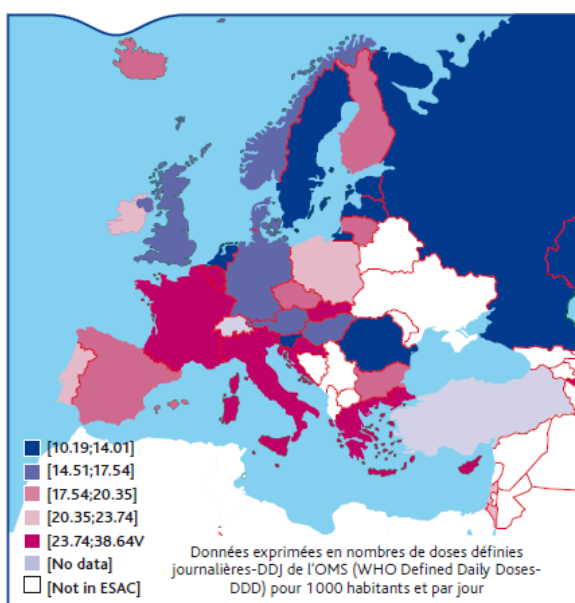 [10.19;14.01]
[14.51;17.54]
[17.54;20.35]
[20.35;23.74]
[23.74;38.64V
[No data]
[Not in ESAC]
Données exprimées en nombres de doses définies
journalières-DDJ de l'OMS (WHO Defined Daily Doses-
DDD) pour 1000 habitants et par jour